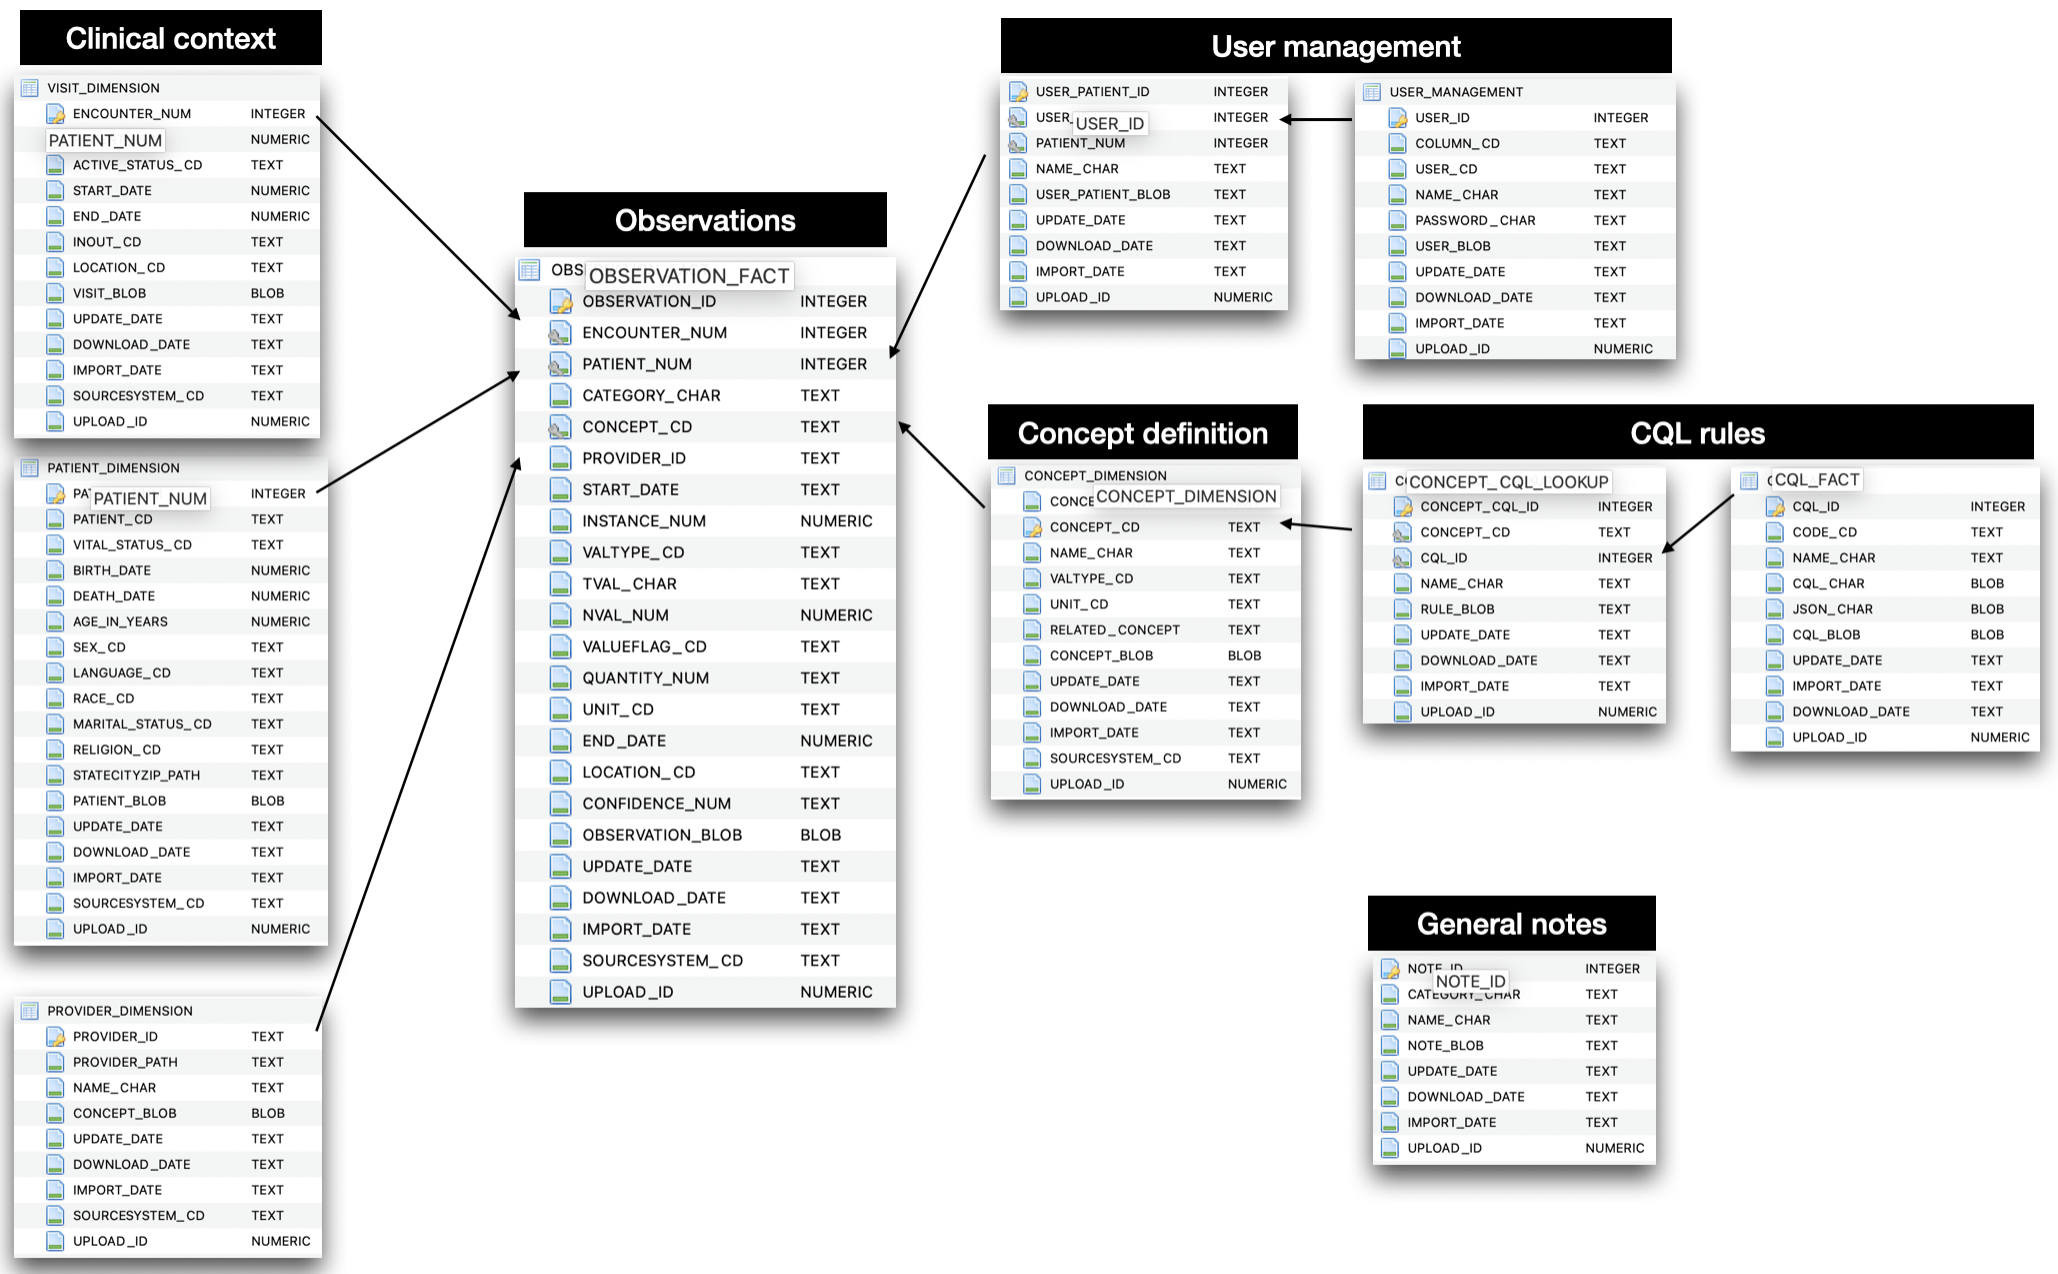 Clinical context
VISIT_DIMENSION
ENCOUNTER_NUM INTEGER
PATIENT_NUM NUMERIC
ACTIVE_STATUS_CD TEXT
START_DATE NUMERIC
END_DATE NUMERIC
INOUT_CD TEXT
LOCATION_CD TEXT
VISIT_BLOB BLOB
UPDATE_DATE TEXT
DOWNLOAD_DATE TEXT
IMPORT_DATE TEXT
SOURCESYSTEM_CD TEXT
UPLOAD_ID NUMERIC
PATIENT_DIMENSION
PATIENT_NUM INTEGER
PATIENT_CD TEXT
VITAL_STATUS_CD TEXT
BIRTH_DATE NUMERIC
DEATH_DATE NUMERIC
AGE_IN_YEARS NUMERIC
SEX_CD TEXT
LANGUAGE_CD TEXT
RACE_CD TEXT
MARITAL_STATUS_CD TEXT
RELIGION_CD TEXT
STATECITYZIP_PATH TEXT
PATIENT_BLOB BLOB
UPDATE_DATE TEXT
DOWNLOAD_DATE TEXT
IMPORT_DATE TEXT
SOURCESYSTEM_CD TEXT
UPLOAD_ID NUMERIC
PROVIDER_DIMENSION
PROVIDER_ID TEXT
PROVIDER_PATH TEXT
NAME_CHAR TEXT
CONCEPT_BLOB BLOB
UPDATE_DATE TEXT
DOWNLOAD_DATE TEXT
IMPORT_DATE TEXT
SOURCESYSTEM_CD TEXT
UPLOAD_ID NUMERIC
Observations
OBSERVATION_FACT
OBSERVATION_ID INTEGER
ENCOUNTER_NUM INTEGER
PATIENT_NUM INTEGER
CATEGORY_CHAR TEXT
CONCEPT_CD TEXT
PROVIDER_ID TEXT
START_DATE TEXT
INSTANCE_NUM NUMERIC
VALTYPE_CD TEXT
TVAL_CHAR TEXT
NVAL_NUM NUMERIC
VALUEFLAG_CD TEXT
QUANTITY_NUM TEXT
UNIT_CD TEXT
END_DATE NUMERIC
LOCATION_CD TEXT
CONFIDENCE_NUM TEXT
OBSERVATION_BLOB BLOB
UPDATE_DATE TEXT
DOWNLOAD_DATE TEXT
IMPORT_DATE TEXT
SOURCESYSTEM_CD TEXT
UPLOAD_ID NUMERIC
User management
USER_PATIENT_ID INTEGER
USER_ID INTEGER
PATIENT_NUM INTEGER
NAME_CHAR TEXT
USER_PATIENT_BLOB TEXT
UPDATE_DATE TEXT
DOWNLOAD_DATE TEXT
IMPORT_DATE TEXT
UPLOAD_ID NUMERIC
USER_MANAGEMENT
USER_ID INTEGER
COLUMN_CD TEXT
USER_CD TEXT
NAME_CHAR TEXT
PASSWORD_CHAR TEXT
USER_BLOB TEXT
UPDATE_DATE TEXT
DOWNLOAD_DATE TEXT
IMPORT_DATE TEXT
UPLOAD_ID NUMERIC
Concept definition
CONCEPT_DIMENSION
CONCEPT_DIMENSION
CONCEPT_CD TEXT
NAME_CHAR TEXT
VALTYPE_CD TEXT
UNIT_CD TEXT
RELATED_CONCEPT TEXT
CONCEPT_BLOB BLOB
UPDATE_DATE TEXT
DOWNLOAD_DATE TEXT
IMPORT_DATE TEXT
SOURCESYSTEM_CD TEXT
UPLOAD_ID NUMERIC
CQL rules
CONCEPT_CQL_LOOKUP
CONCEPT_CQL_ID INTEGER
CONCEPT_CD TEXT
CQL_ID INTEGER
NAME_CHAR TEXT
RULE_BLOB TEXT
UPDATE_DATE TEXT
DOWNLOAD_DATE TEXT
IMPORT_DATE TEXT
UPLOAD_ID NUMERIC
CQL_FACT
CQL_ID INTEGER
CODE_CD TEXT
NAME_CHAR TEXT
CQL_CHAR BLOB
JSON_CHAR BLOB
CQL_BLOB BLOB
UPDATE_DATE TEXT
IMPORT_DATE TEXT
DOWNLOAD_DATE TEXT
UPLOAD_ID NUMERIC
General notes
NOTE_ID INTEGER
NOTE_ID
CATEGORY_CHAR TEXT
NAME_CHAR TEXT
NOTE_BLOB TEXT
UPDATE_DATE TEXT
DOWNLOAD_DATE TEXT
IMPORT_DATE TEXT
UPLOAD_ID NUMERIC